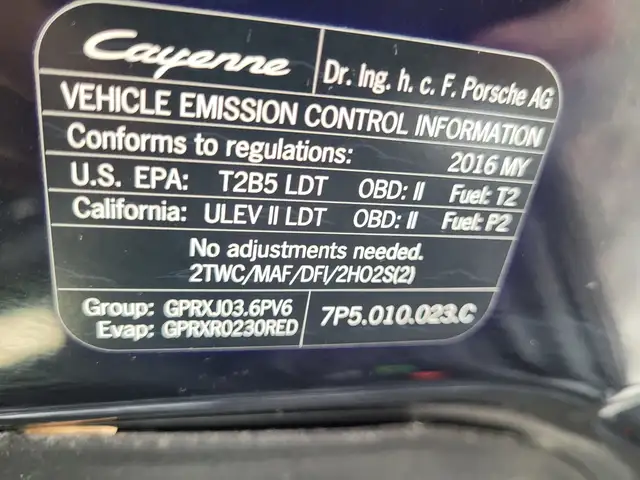 Cayenne
Dr. Ing. h. c. F. Porsche AG
VEHICLE EMISSION CONTROL INFORMATION
Conforms to regulations: 2016 MY
U.S. EPA: T2B5 LDT OBD: II Fuel: T2
California: ULEV II LDT OBD: II Fuel: P2
No adjustments needed.
2TWC/MAF/DFI/2HO2S(2)
Group: GPRXJ03.6PV6
Evap: GPRXR0230RED
7P5.010.023.C